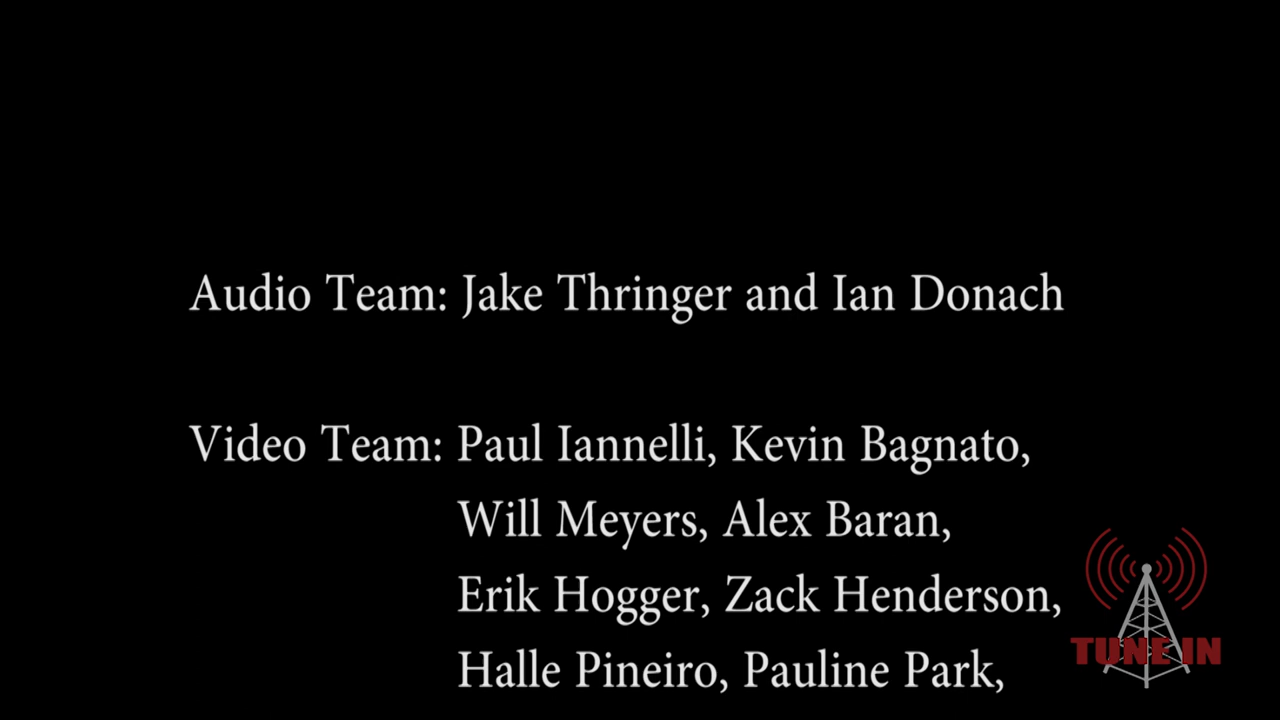 Audio Team: Jake Thringer and Ian Donach
Video Team: Paul Iannelli, Kevin Bagnato,
Will Meyers, Alex Baran,
Erik Hogger, Zack Henderson,
Halle Pineiro, Pauline Park,
TUNE IN